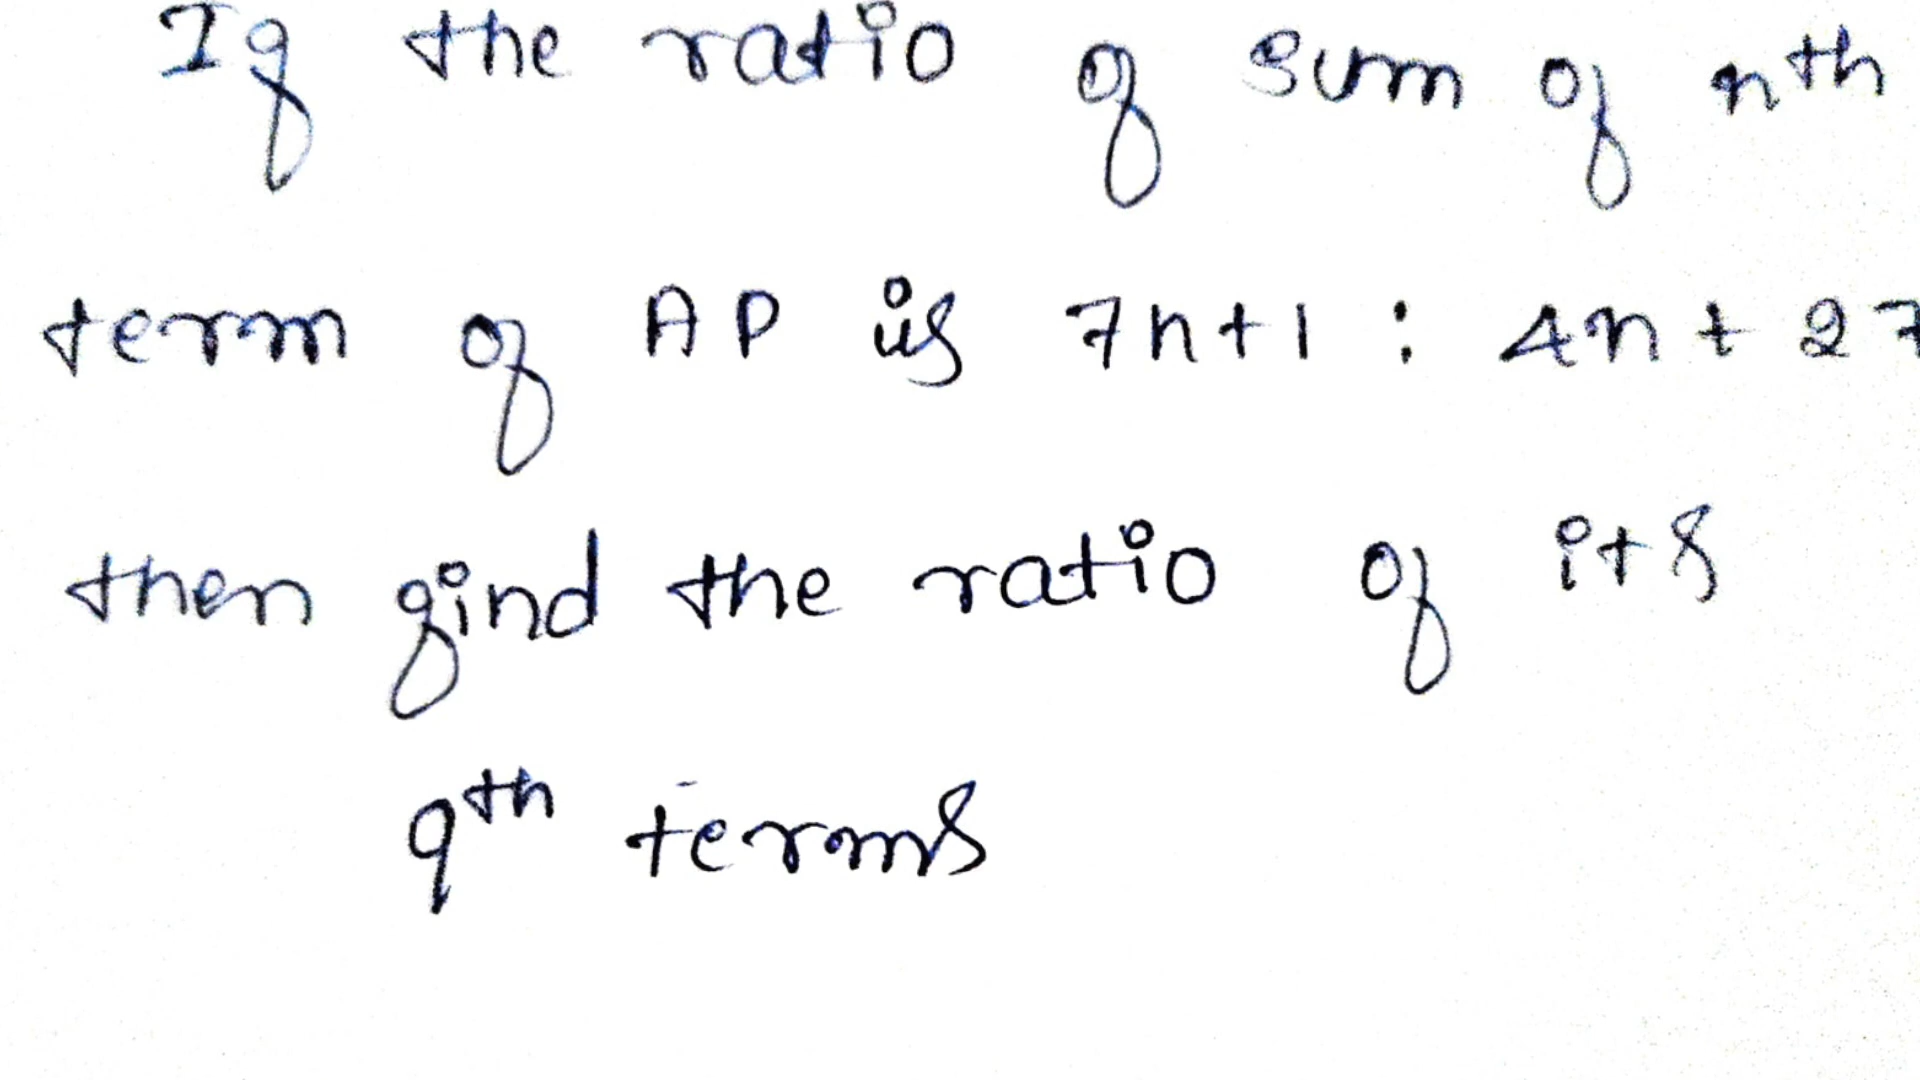 If the ratio of sum of nth
term of AP is 7n+1 : 4n + 27
then find the ratio of its
9th terms